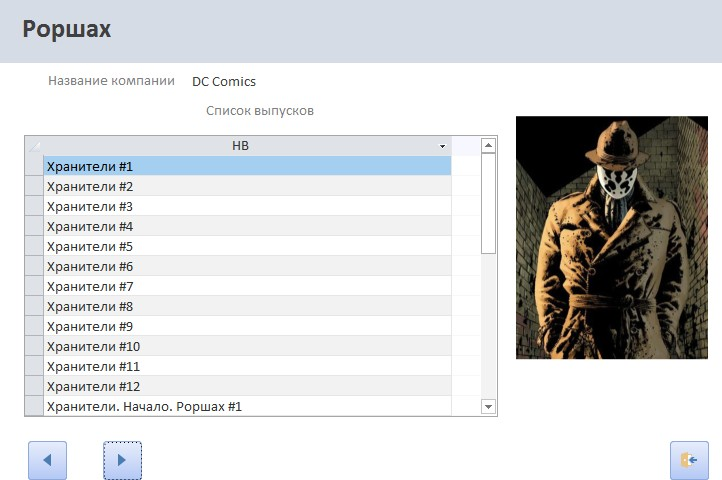 Роршах
Название компании DC Comics
Список выпусков
НВ
Хранители #1
Хранители #2
Хранители #3
Хранители #4
Хранители #5
Хранители #6
Хранители #7
Хранители #8
Хранители #9
Хранители #10
Хранители #11
Хранители #12
Хранители. Начало. Роршах #1